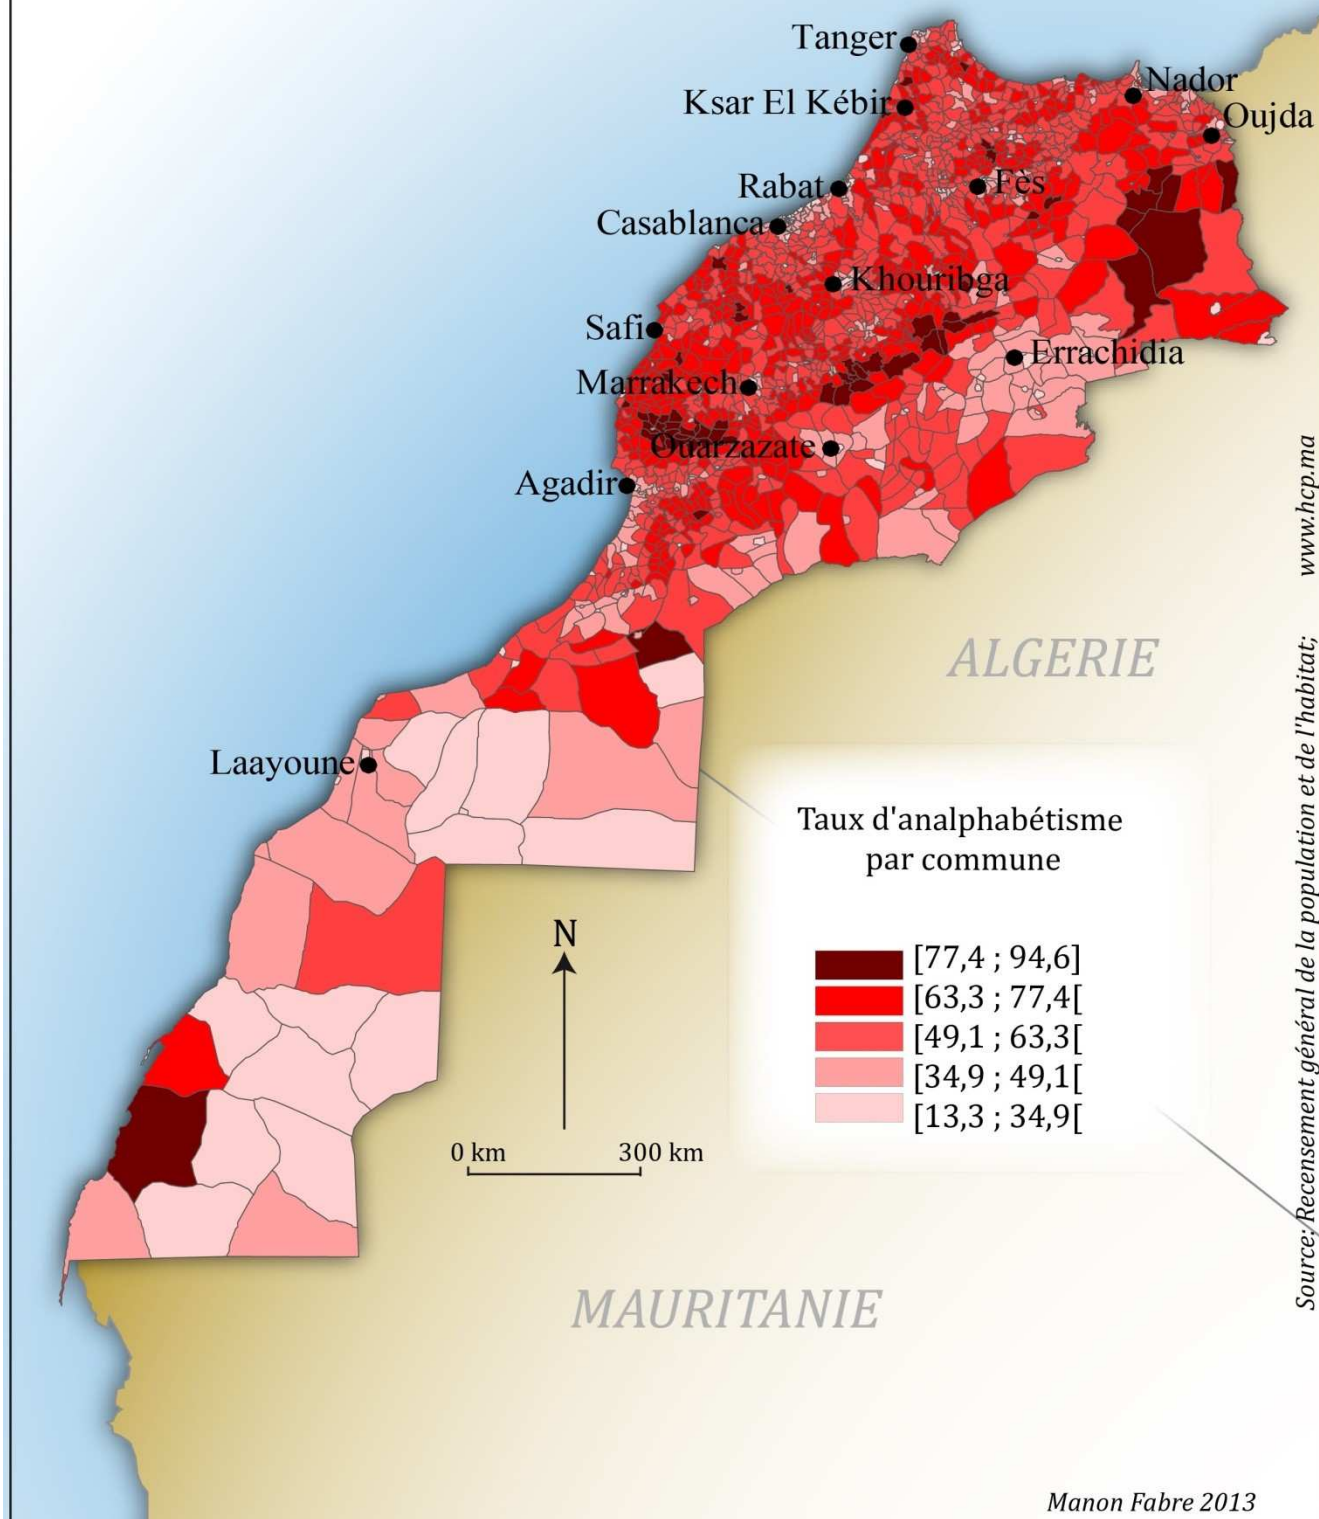 Tanger
Nador
Ksar El Kébir
Oujda
Rabat
Fès
Casablanca
Khouribga
Safi
Errachidia
Marrakech
Ouarzazate
Agadir
ALGERIE
Laayoune
Taux d'analphabétisme
par commune
N
[77,4 ; 94,6]
[63,3 ; 77,4[
[49,1 ; 63,3[
[34,9 ; 49,1[
[13,3 ; 34,9[
0 km 300 km
MAURITANIE
Source: Recensement général de la population et de l'habitat; www.hcp.ma
Manon Fabre 2013